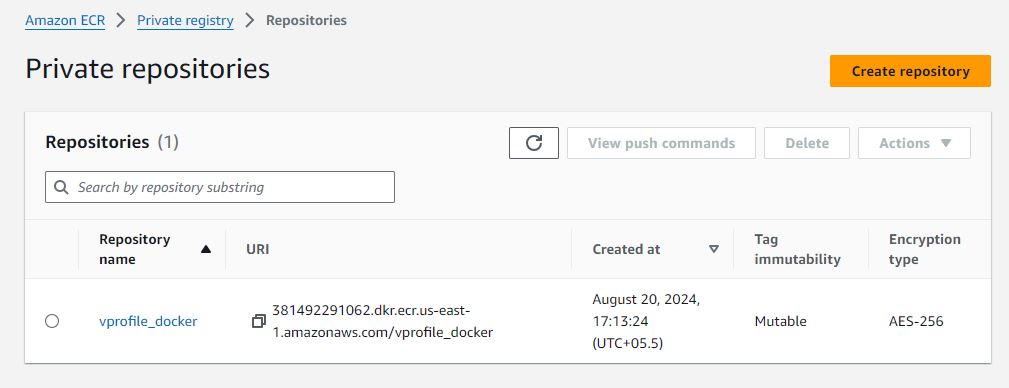 Amazon ECR > Private registry > Repositories
Private repositories
Create repository
Repositories (1)
View push commands
Delete
Actions
Search by repository substring
Repository name
URI
Created at
Tag immutability
Encryption type
vprofile_docker
381492291062.dkr.ecr.us-east-
1.amazonaws.com/vprofile_docker
August 20, 2024,
17:13:24
(UTC+05.5)
Mutable
AES-256